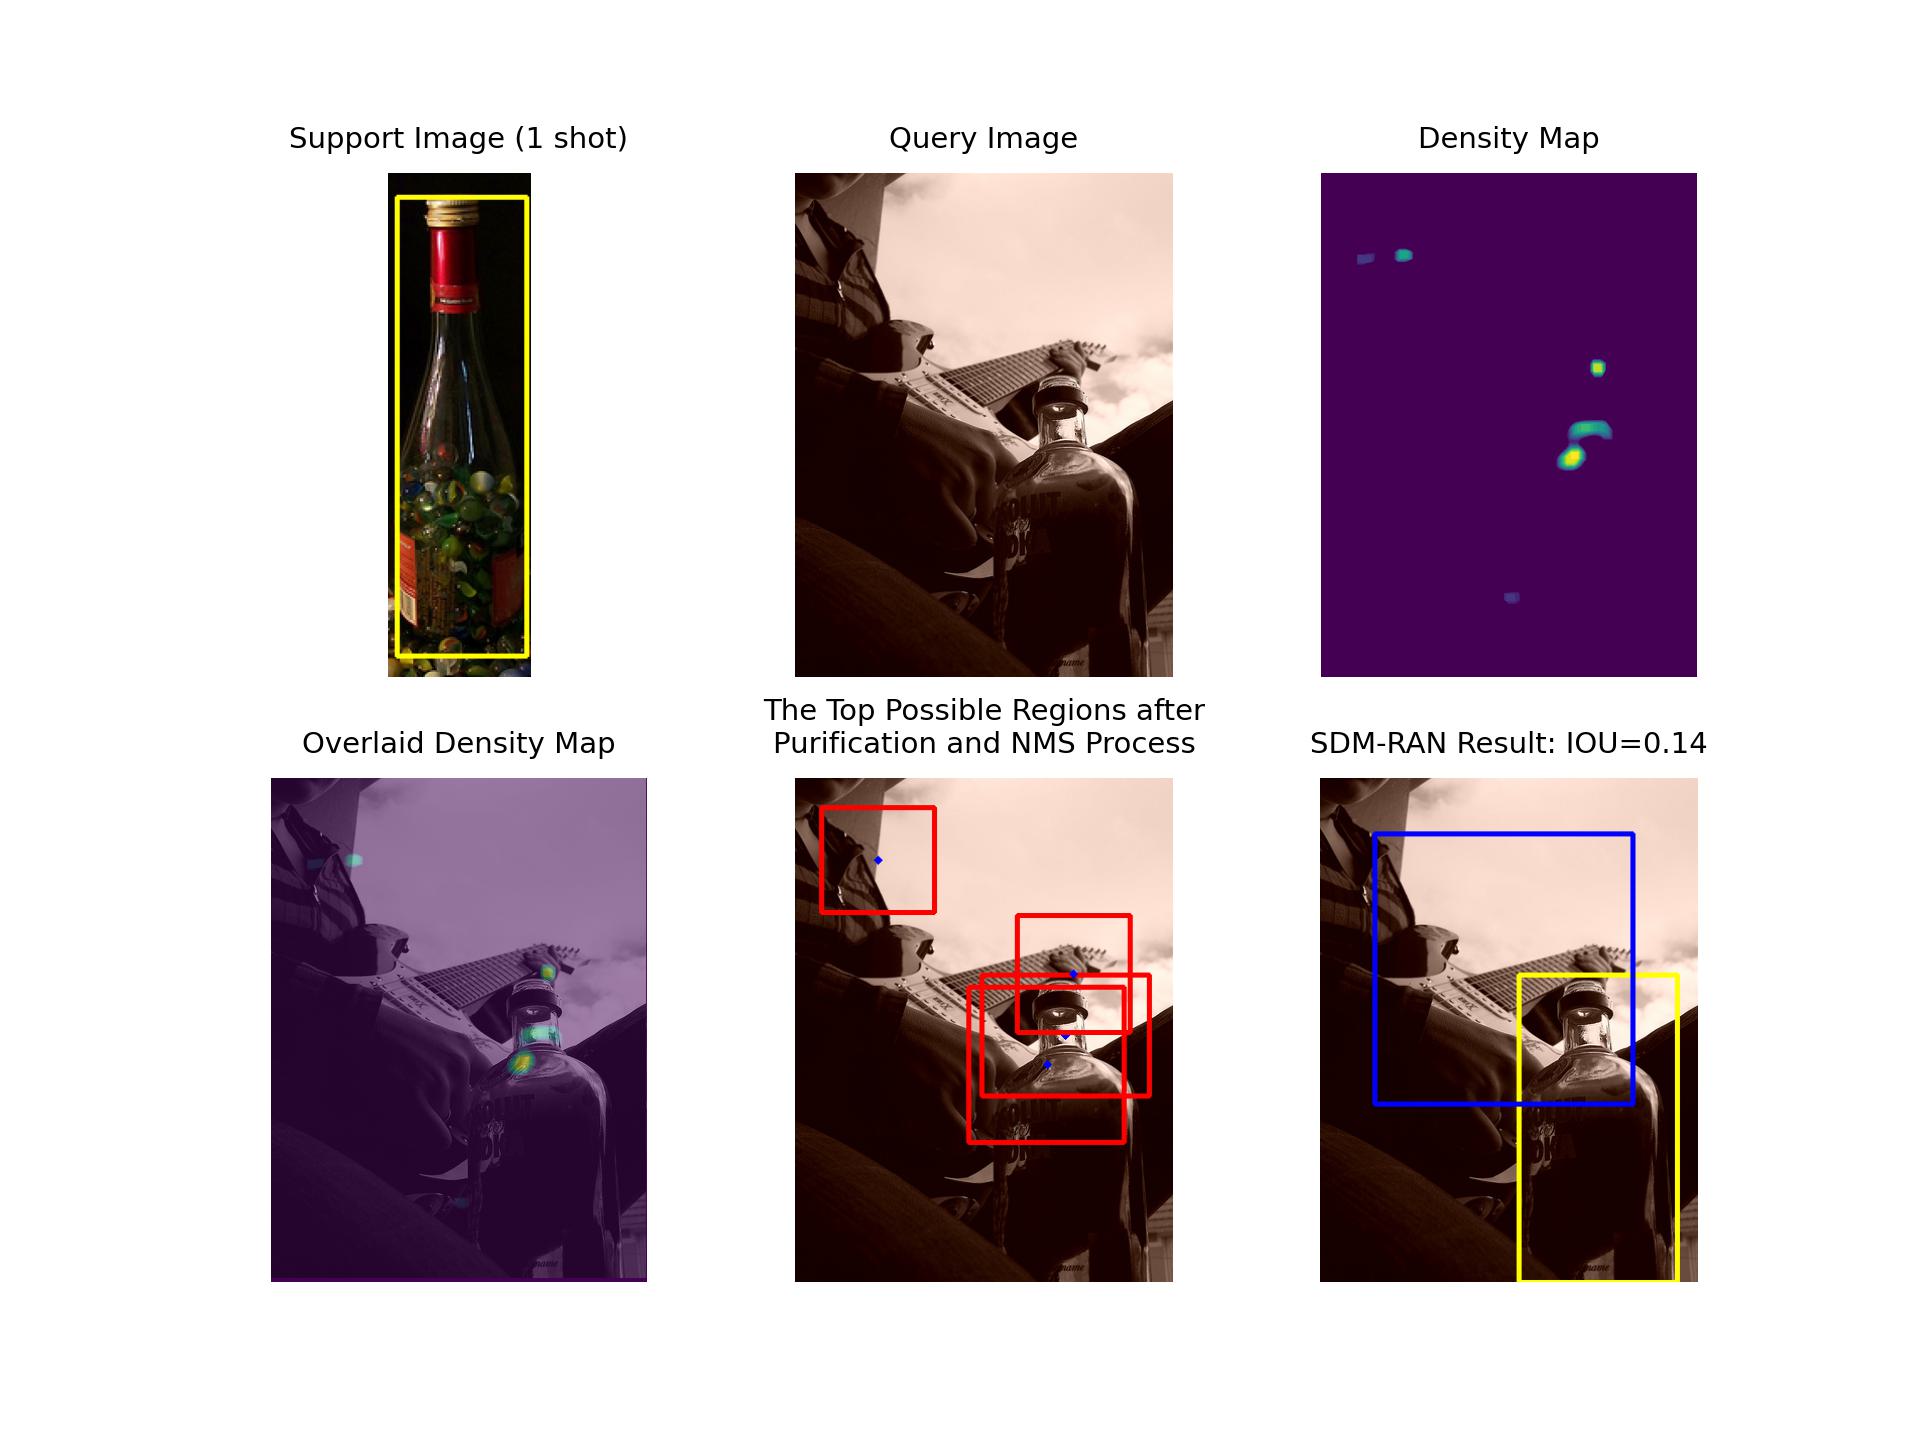 Support Image (1 shot)
Query Image
Density Map
Overlaid Density Map
The Top Possible Regions after
Purification and NMS Process
SDM-RAN Result: IOU=0.14